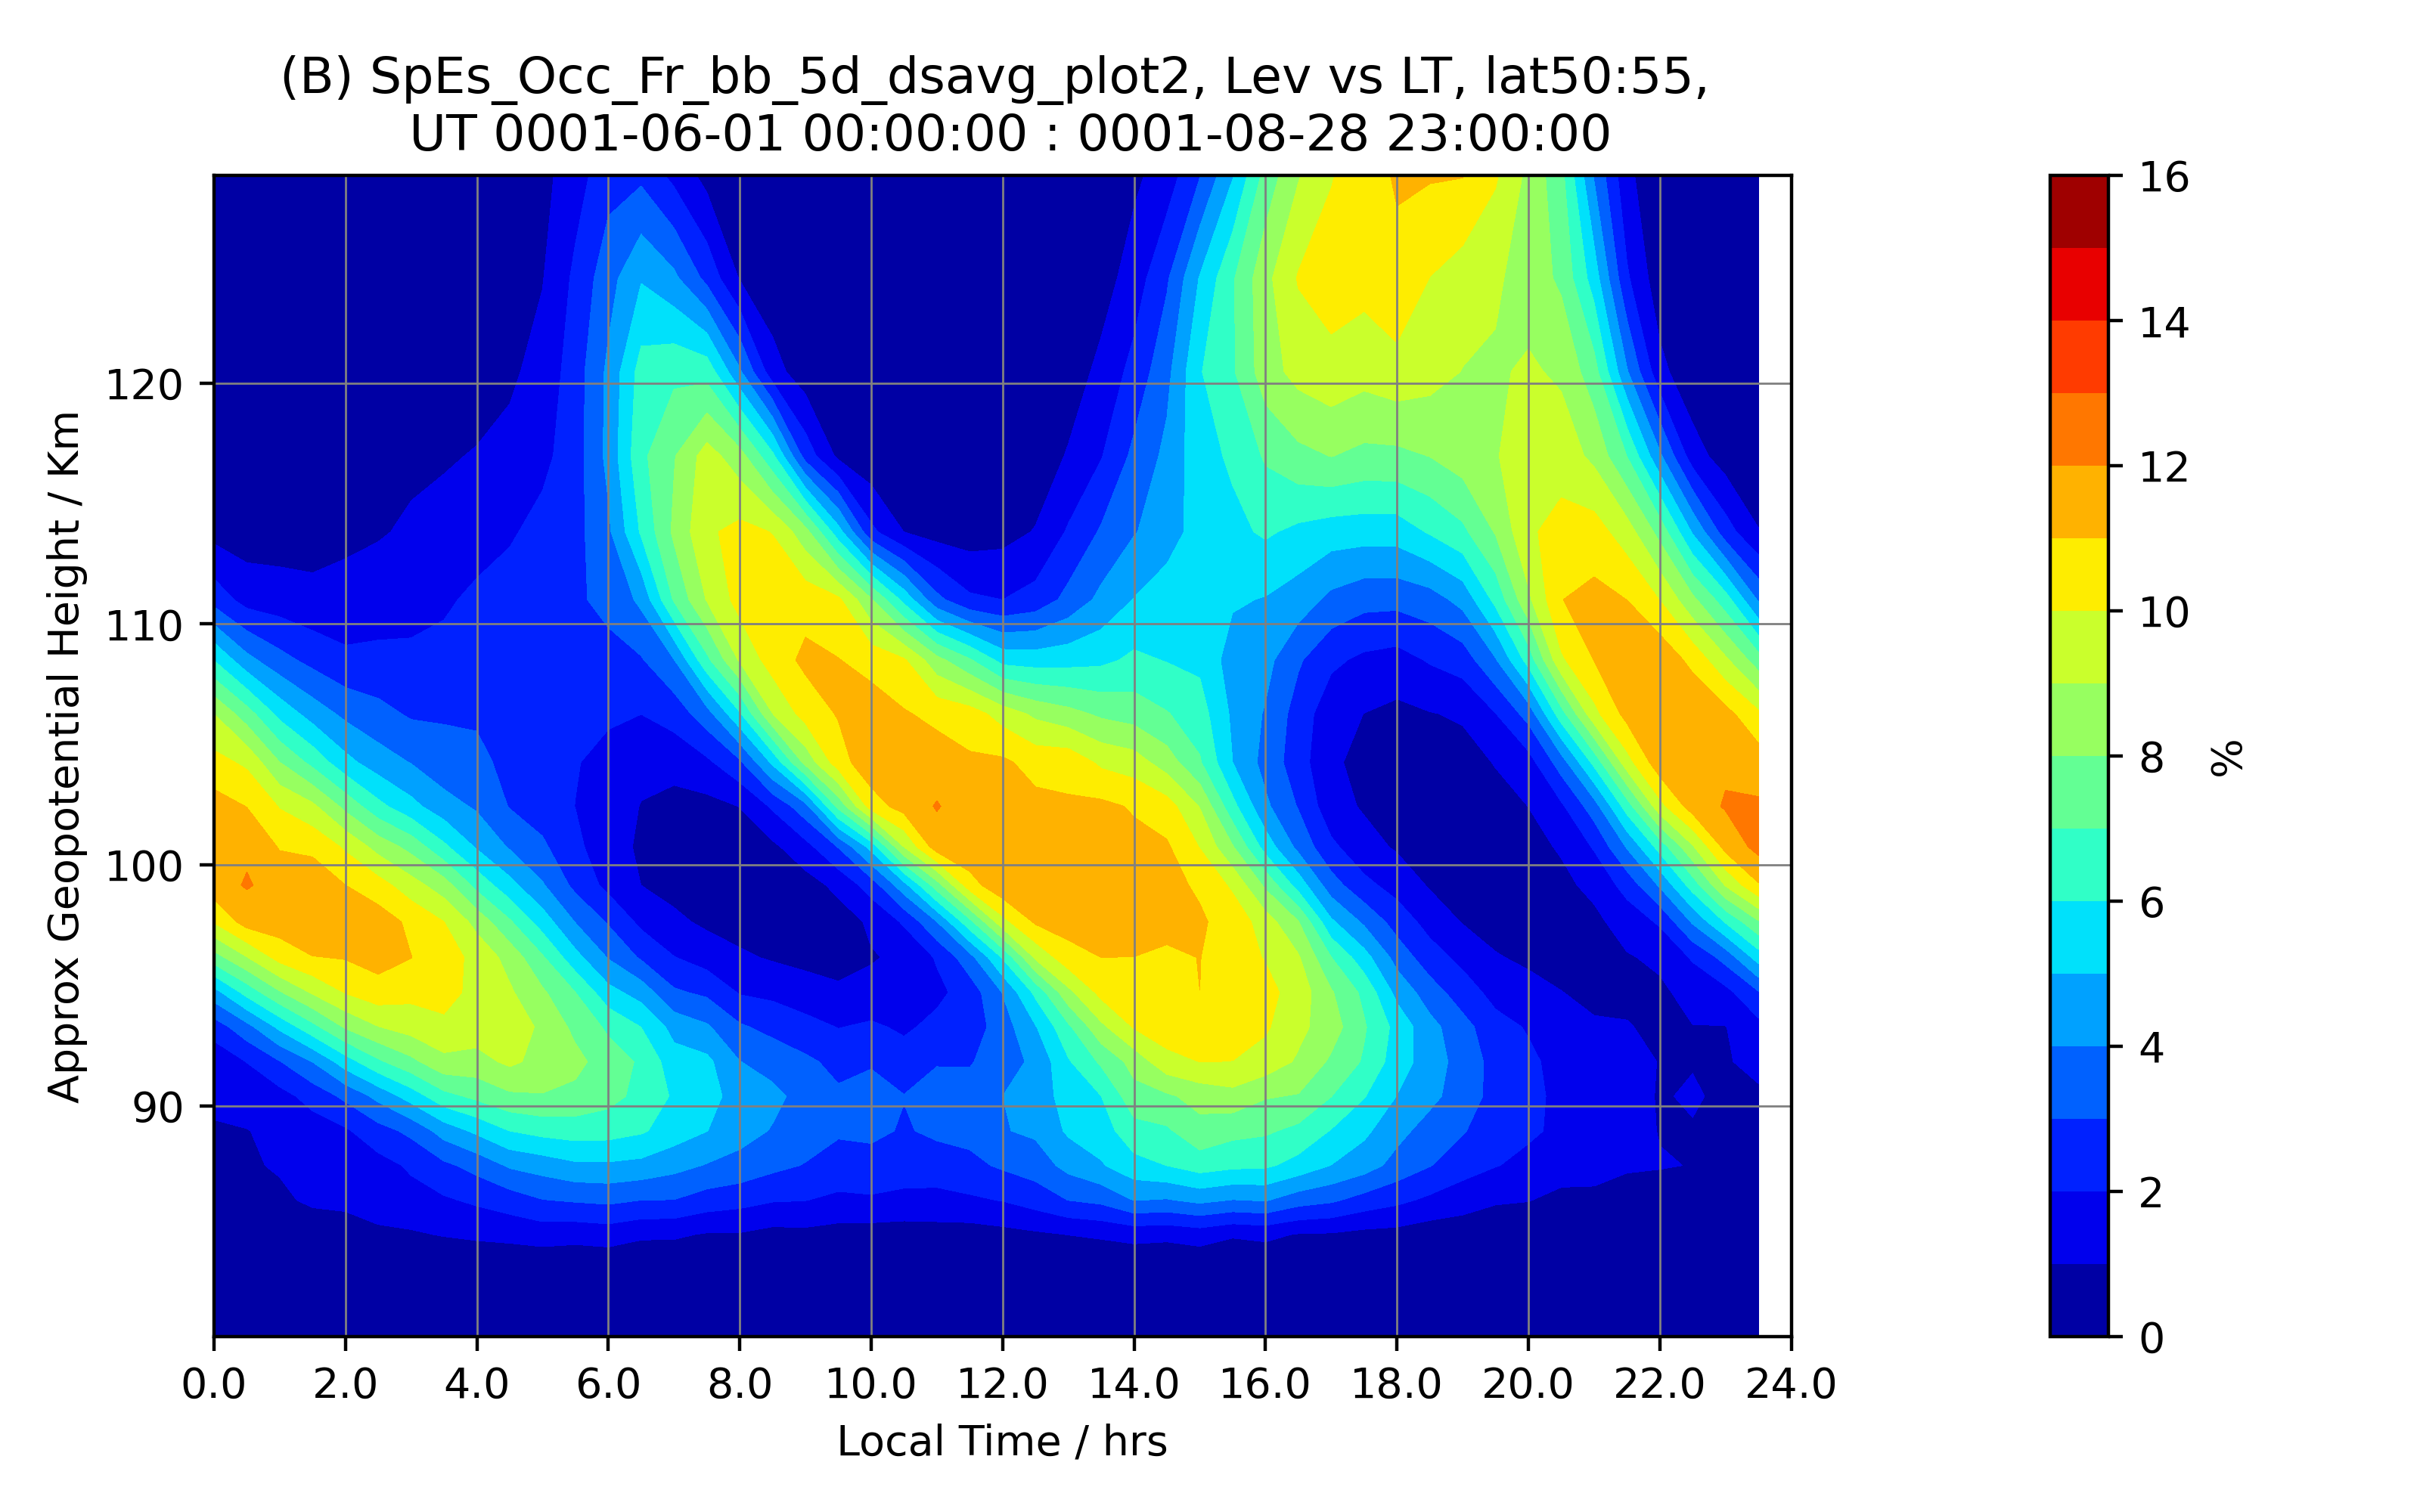 (B) SpEs_Occ_Fr_bb_5d_dsavg_plot2, Lev vs LT, lat50:55,
UT 0001-06-01 00:00:00 : 0001-08-28 23:00:00
Approx Geopotential Height / Km
120
110
100
90
0.0 2.0 4.0 6.0 8.0 10.0 12.0 14.0 16.0 18.0 20.0 22.0 24.0
Local Time / hrs
16
14
12
10
8
6
4
2
0
%